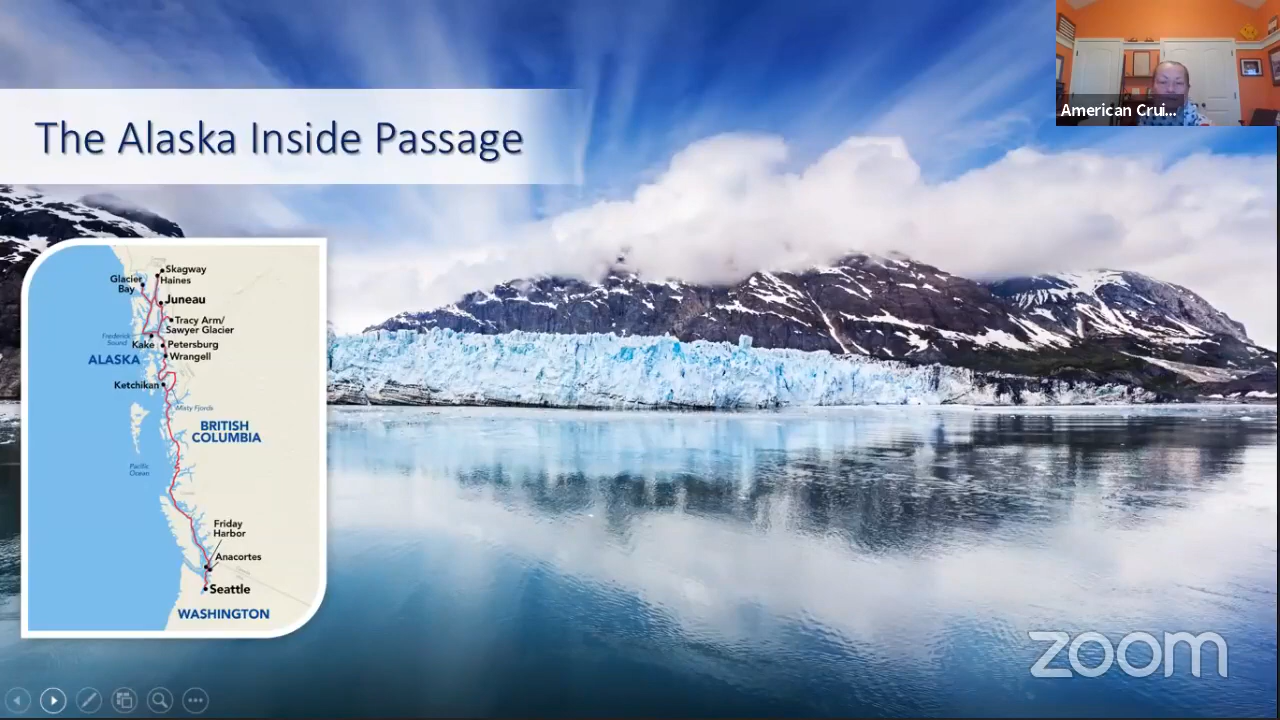 American Crui...
The Alaska Inside Passage
Skagway
Glacier
Bay
Haines
Juneau
Tracy Arm/
Sawyer Glacier
Frederick
Sound
Kake
Petersburg
Wrangell
ALASKA
Ketchikan
Misty Fjords
BRITISH
COLUMBIA
Pacific
Ocean
Friday
Harbor
Anacortes
Seattle
WASHINGTON
zoom